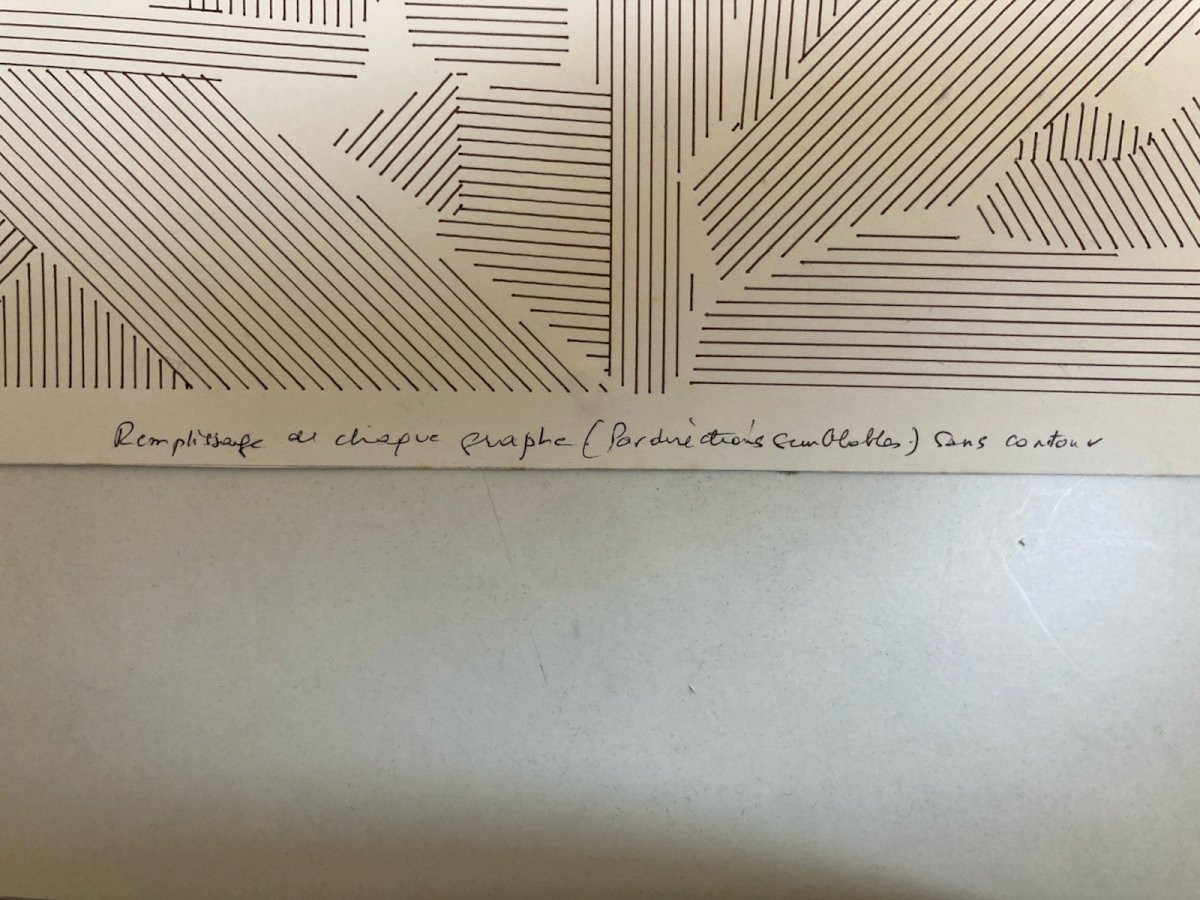 Remplissage de chaque graphe (Par directions semblables) sans contour